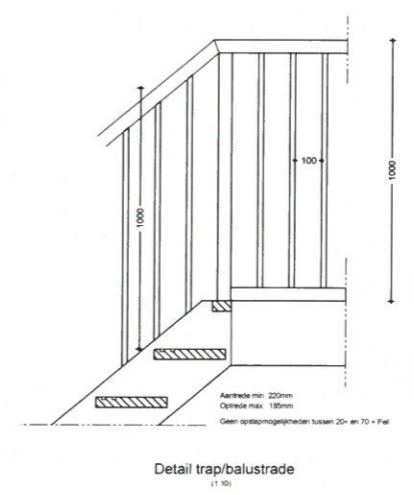 100
1000
1000
Aantrede min 220mm
Optrede max 185mm
Geen opstapmogelijkheden tussen 20+ en 70 + Peil
Detail trap/balustrade
(1:10)